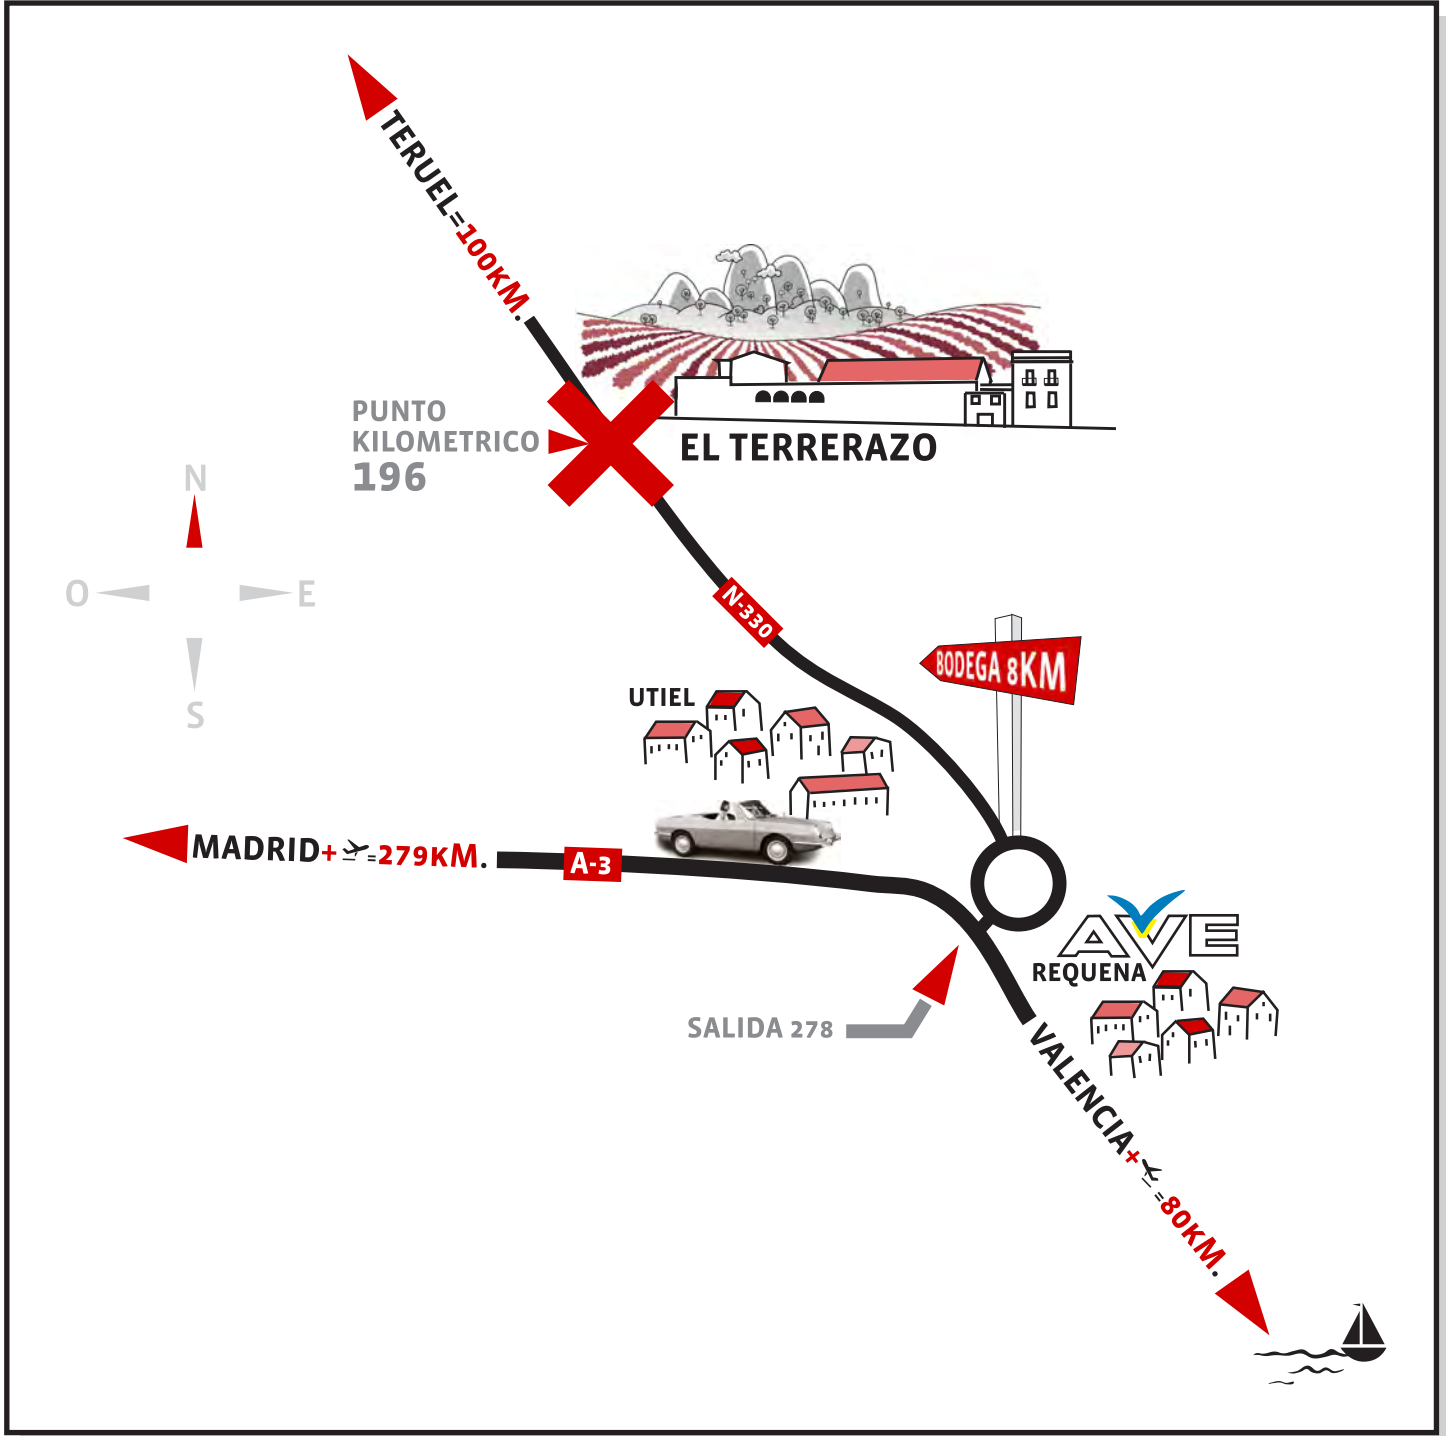 TERUEL=100KM.
PUNTO
KILOMETRICO
196
EL TERRERAZO
N
O
E
S
N-330
BODEGA 8KM
UTIEL
MADRID+ =279KM.
A-3
AVE
REQUENA
SALIDA 278
VALENCIA+ =80KM.